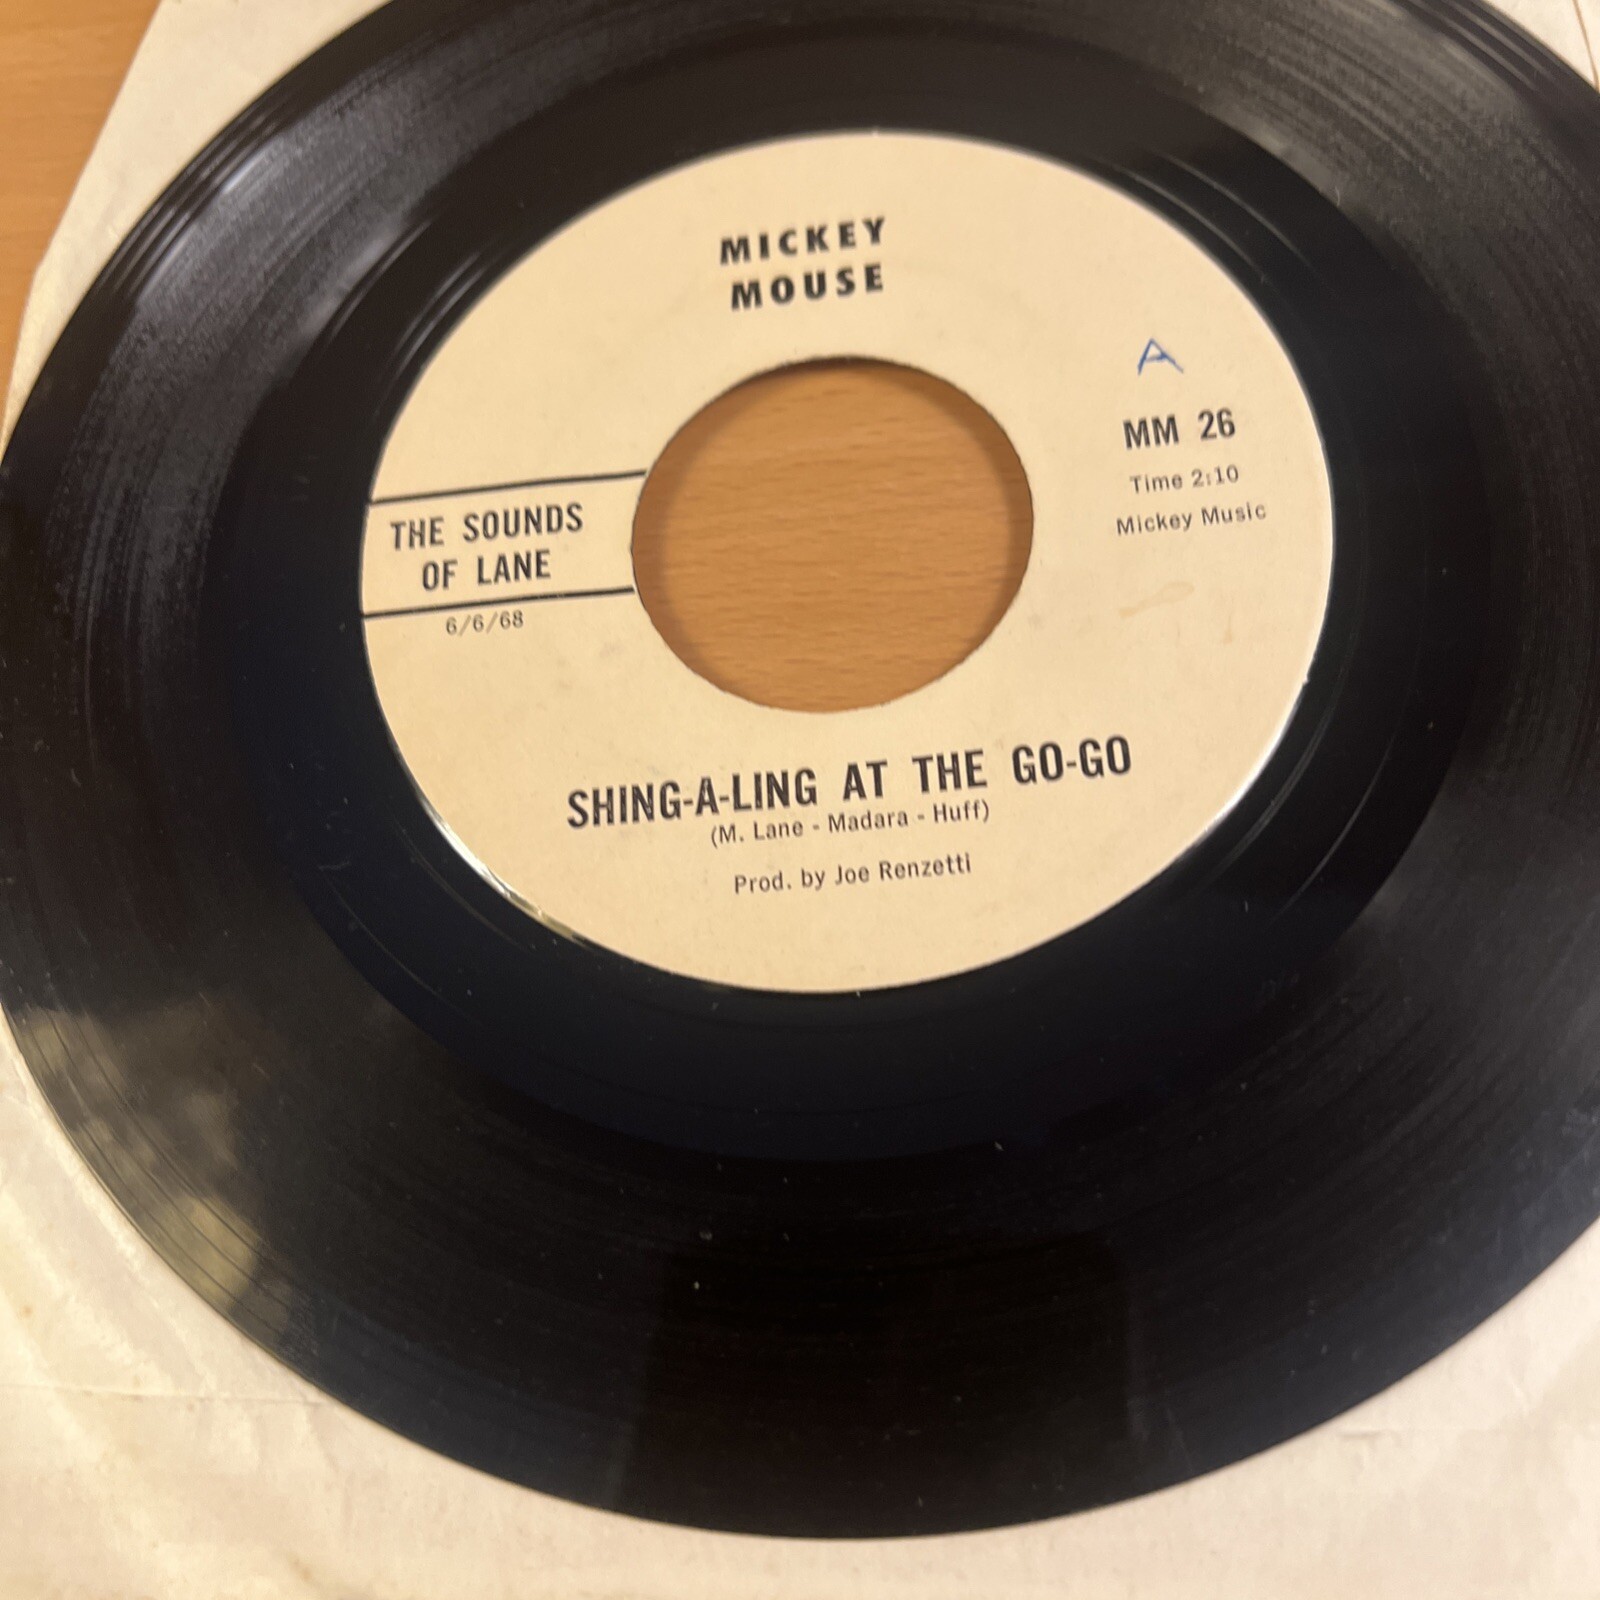 MICKEY
MOUSE
A
MM 26
Time 2:10
Mickey Music
THE SOUNDS
OF LANE
6/6/68
SHING-A-LING AT THE GO-GO
(M. Lane - Madara - Huff)
Prod. by Joe Renzetti